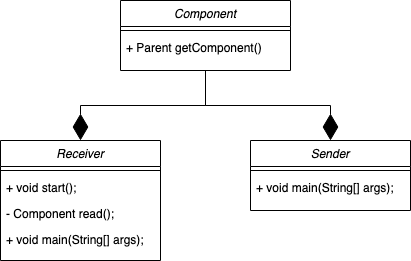 Component
+ Parent getComponent()
Receiver
+ void start();
- Component read();
+ void main(String[] args);
Sender
+ void main(String[] args);